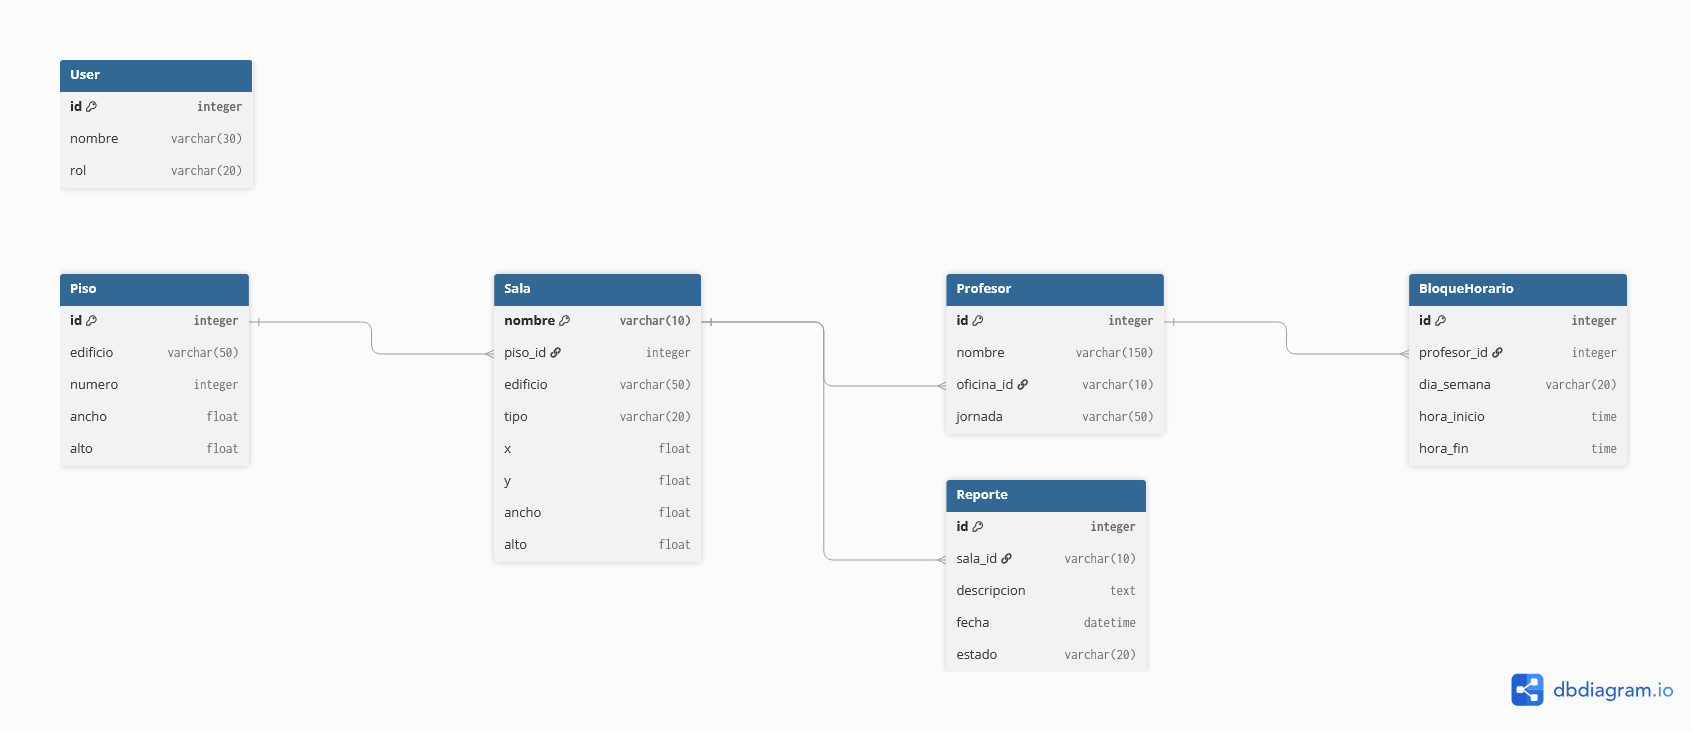 User
id integer
nombre varchar(30)
rol varchar(20)
Piso
id integer
edificio varchar(50)
numero integer
ancho float
alto float
Sala
nombre varchar(10)
piso_id integer
edificio varchar(50)
tipo varchar(20)
x float
y float
ancho float
alto float
Profesor
id integer
nombre varchar(150)
oficina_id varchar(10)
jornada varchar(50)
BloqueHorario
id integer
profesor_id integer
dia_semana varchar(20)
hora_inicio time
hora_fin time
Reporte
id integer
sala_id varchar(10)
descripcion text
fecha datetime
estado varchar(20)
dbdiagram.io